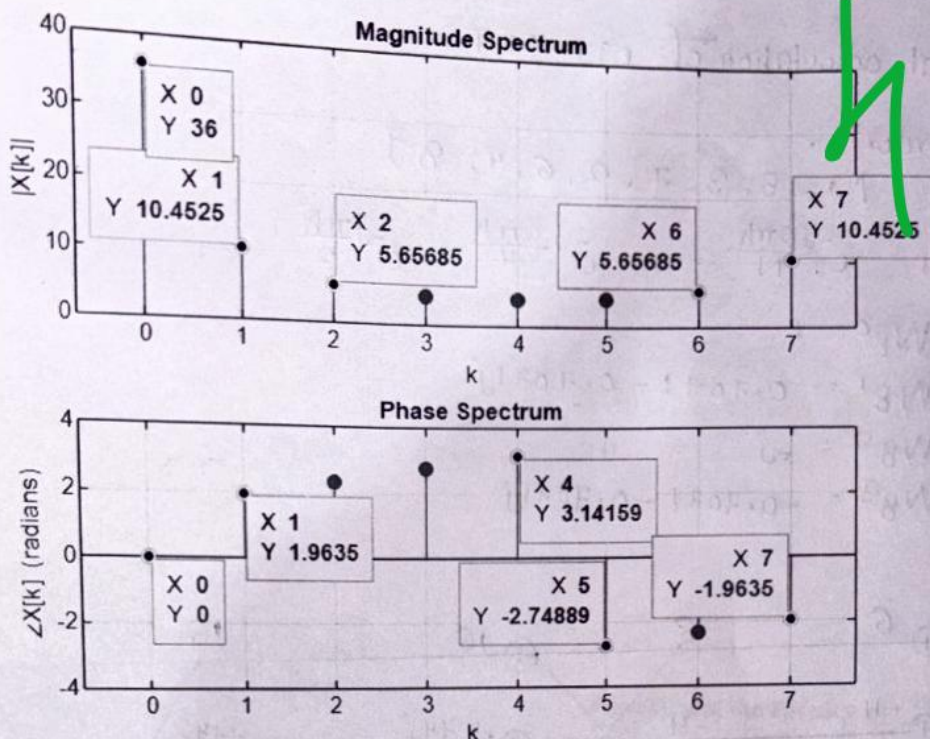 Magnitude Spectrum
40
30
20
10
0
|X[k]|
X 0
Y 36
X 1
Y 10.4525
X 2
Y 5.65685
X 6
Y 5.65685
X 7
Y 10.4525
0 1 2 3 4 5 6 7
k
Phase Spectrum
4
2
0
-2
-4
∠X[k] (radians)
X 0
Y 0
X 1
Y 1.9635
X 4
Y 3.14159
X 5
Y -2.74889
X 7
Y -1.9635
0 1 2 3 4 5 6 7
k